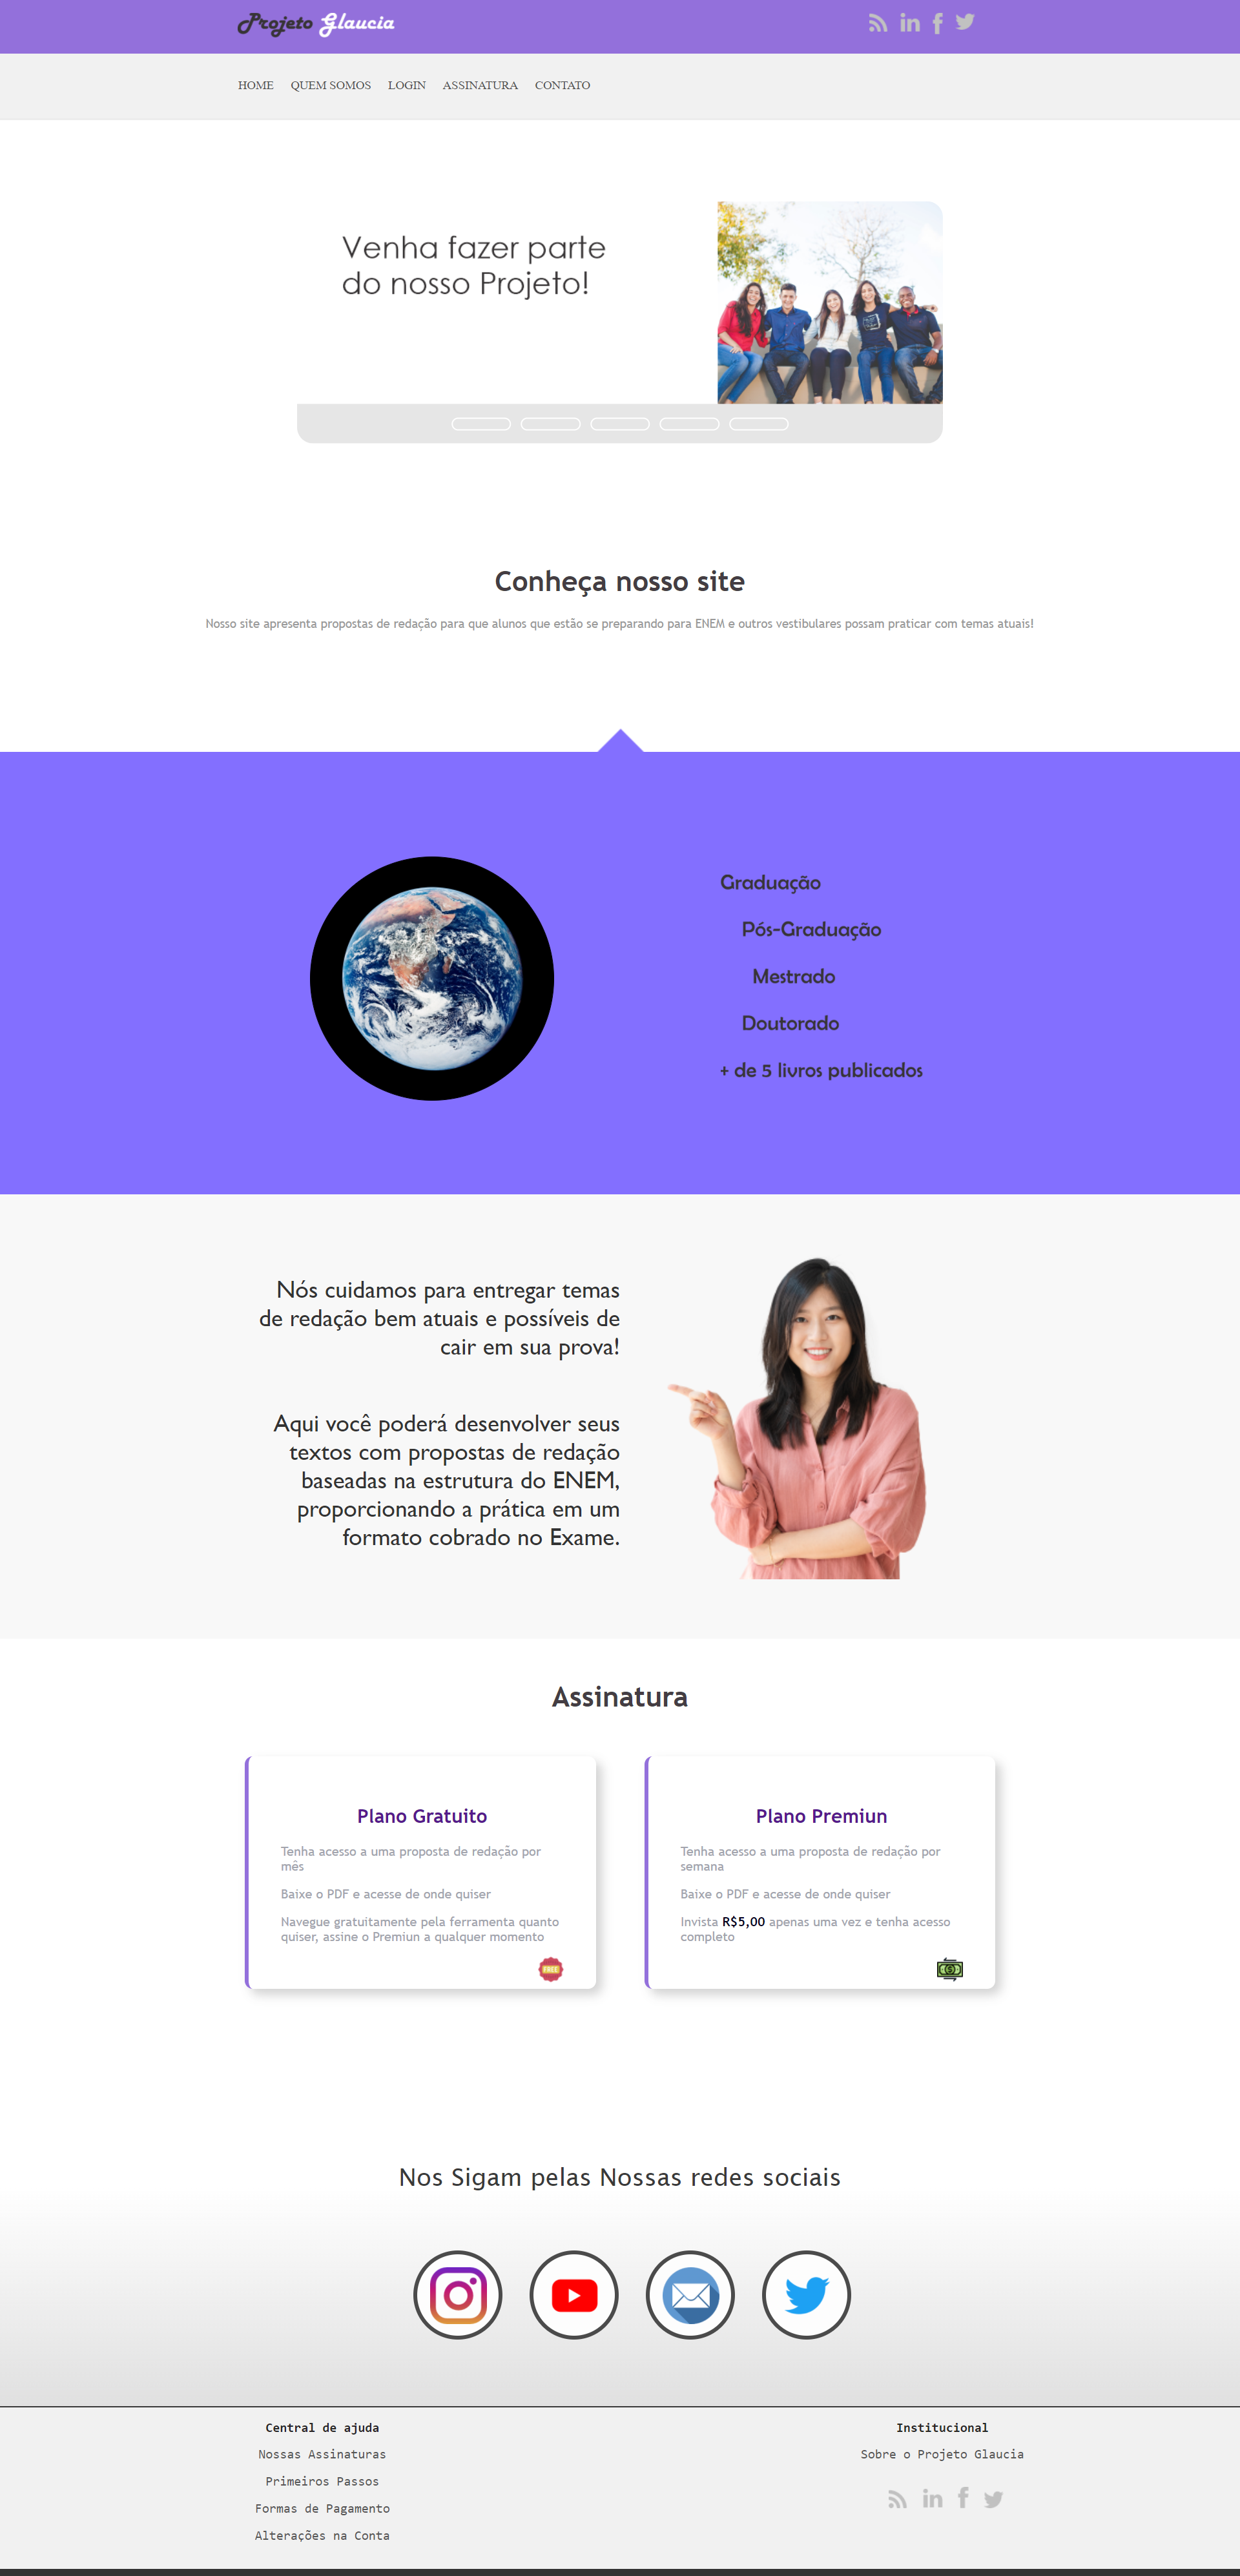 Projeto Glaucia
HOME QUEM SOMOS LOGIN ASSINATURA CONTATO
Venha fazer parte
do nosso Projeto!
Conheça nosso site
Nosso site apresenta propostas de redação para que alunos que estão se preparando para ENEM e outros vestibulares possam praticar com temas atuais!
Graduação
Pós-Graduação
Mestrado
Doutorado
+ de 5 livros publicados
Nós cuidamos para entregar temas
de redação bem atuais e possíveis de
cair em sua prova!
Aqui você poderá desenvolver seus
textos com propostas de redação
baseadas na estrutura do ENEM,
proporcionando a prática em um
formato cobrado no Exame.
Assinatura
Plano Gratuito
Tenha acesso a uma proposta de redação por
mês
Baixe o PDF e acesse de onde quiser
Navegue gratuitamente pela ferramenta quanto
quiser, assine o Premiun a qualquer momento
FREE
Plano Premiun
Tenha acesso a uma proposta de redação por
semana
Baixe o PDF e acesse de onde quiser
Invista R$5,00 apenas uma vez e tenha acesso
completo
Nos Sigam pelas Nossas redes sociais
Central de ajuda
Nossas Assinaturas
Primeiros Passos
Formas de Pagamento
Alterações na Conta
Institucional
Sobre o Projeto Glaucia